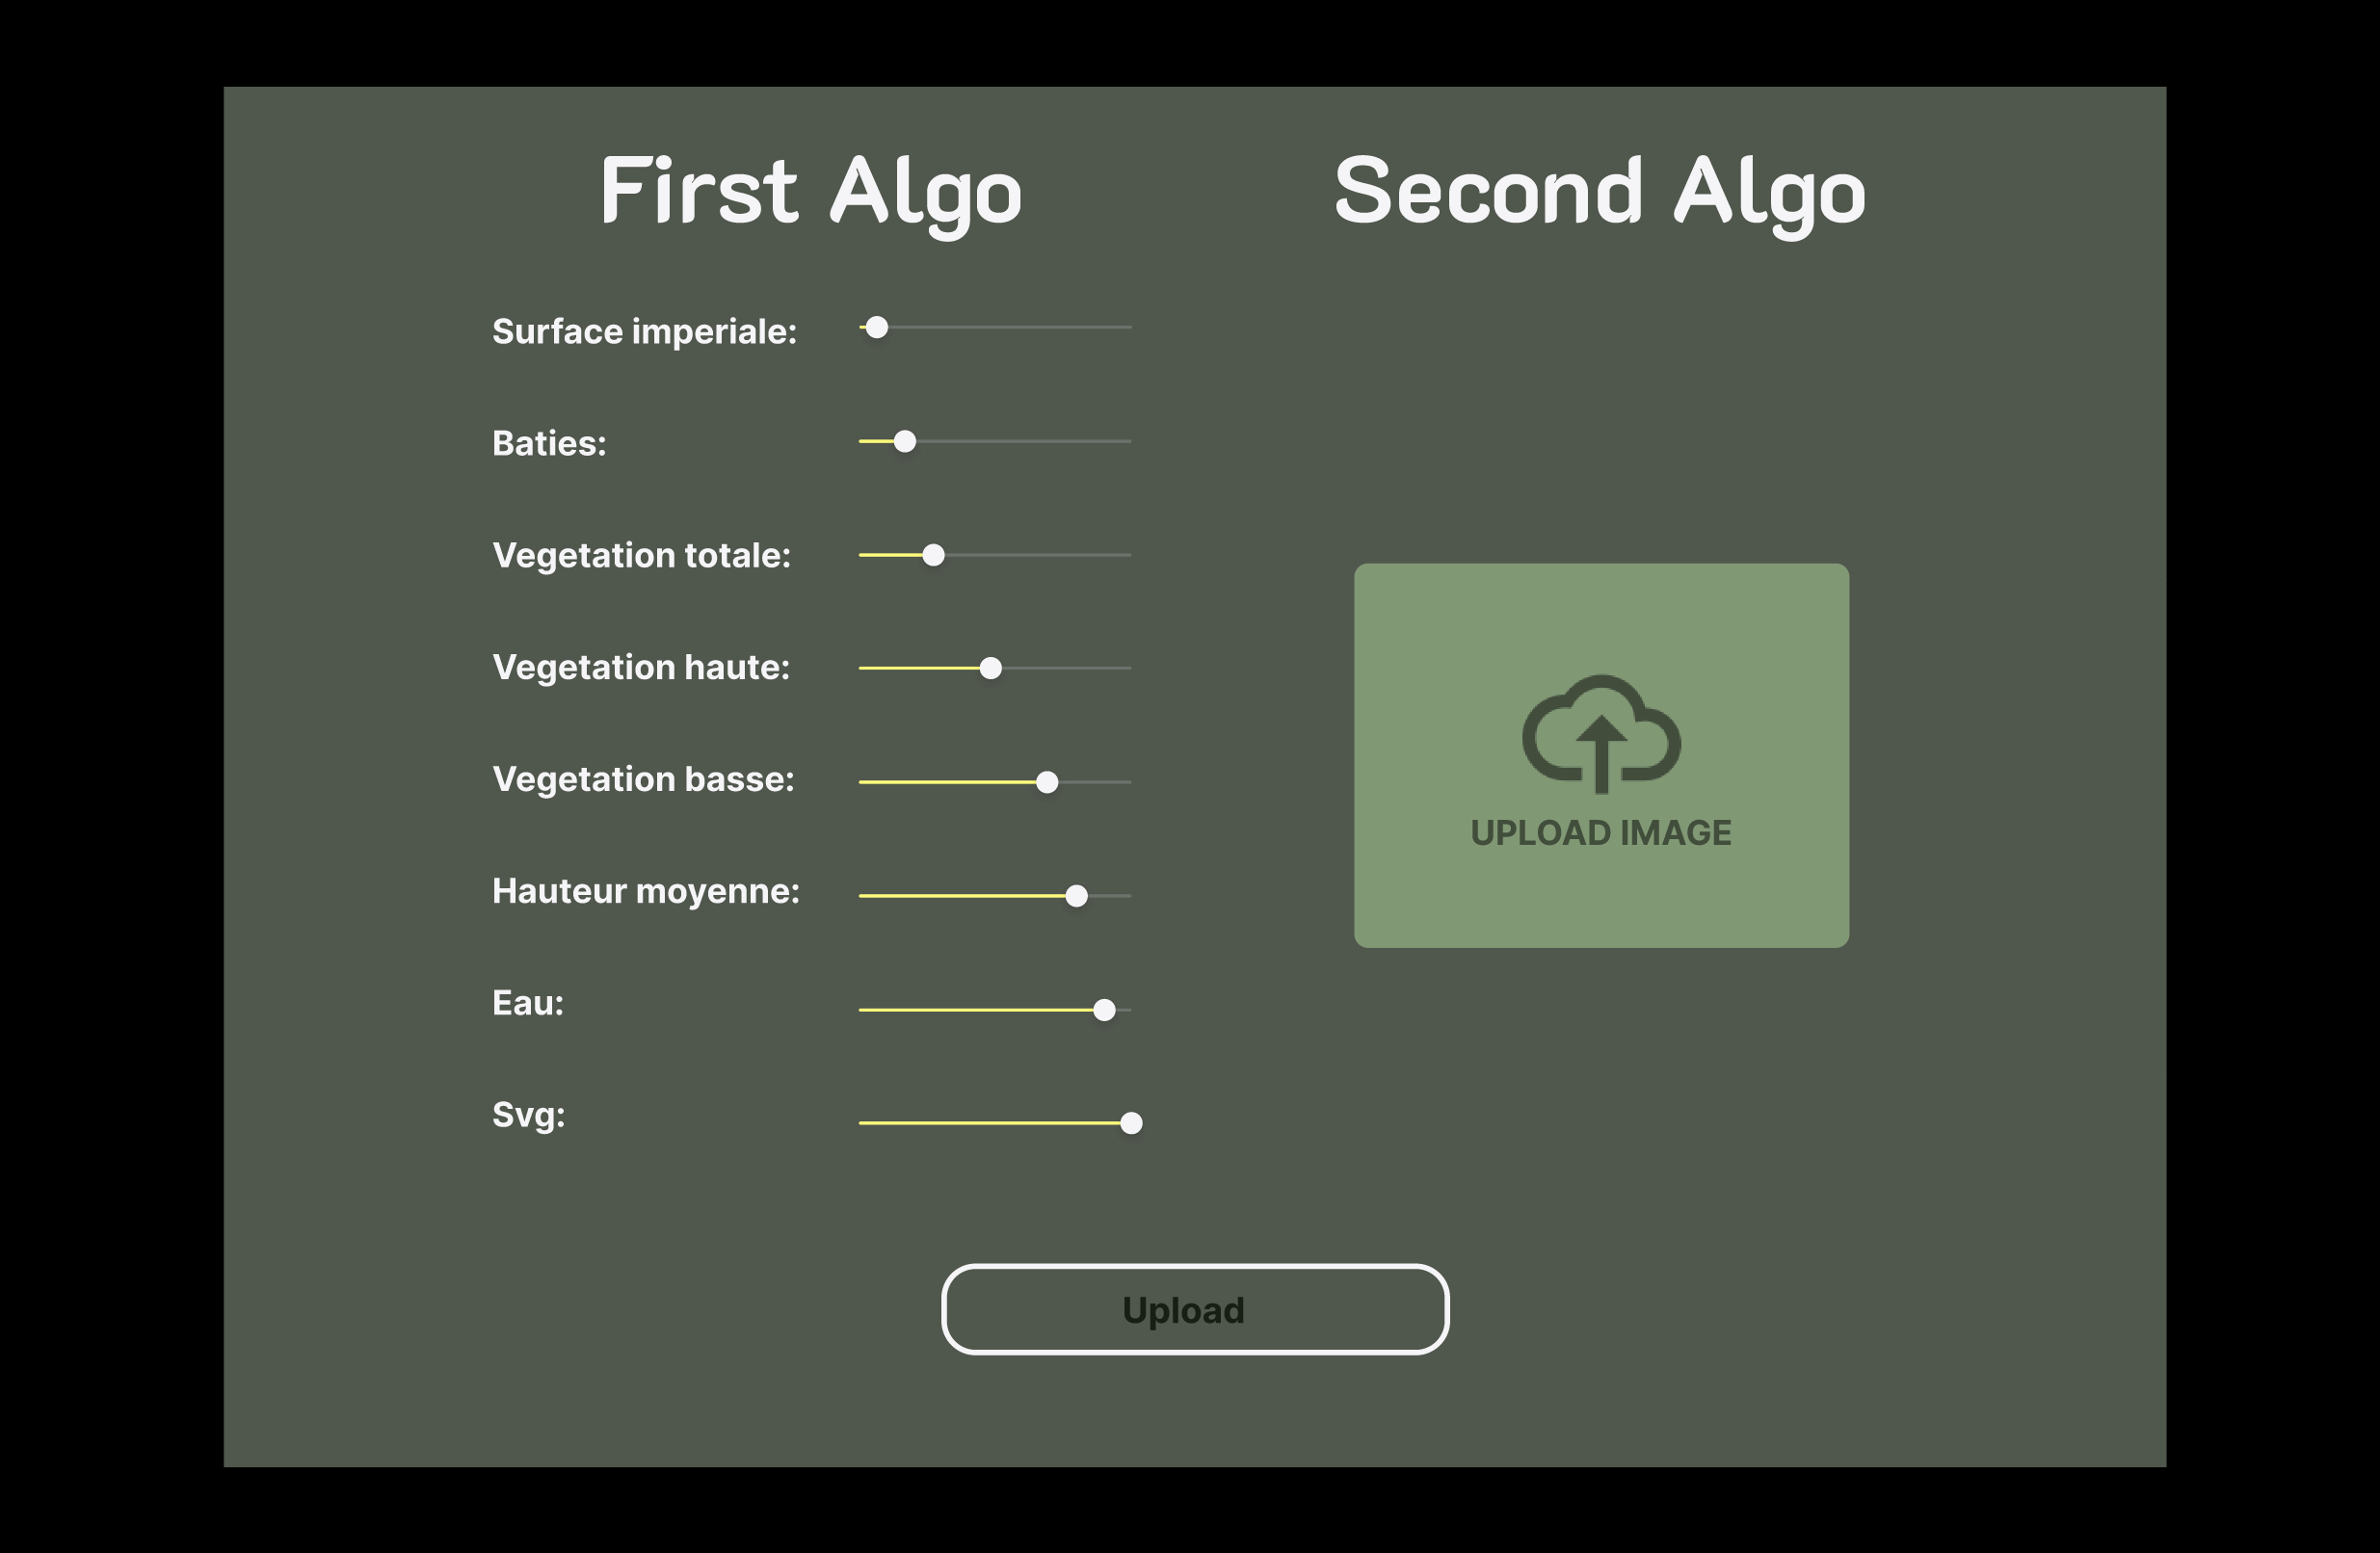 First Algo
Surface imperiale:
Baties:
Vegetation totale:
Vegetation haute:
Vegetation basse:
Hauteur moyenne:
Eau:
Svg:
Second Algo
UPLOAD IMAGE
Upload